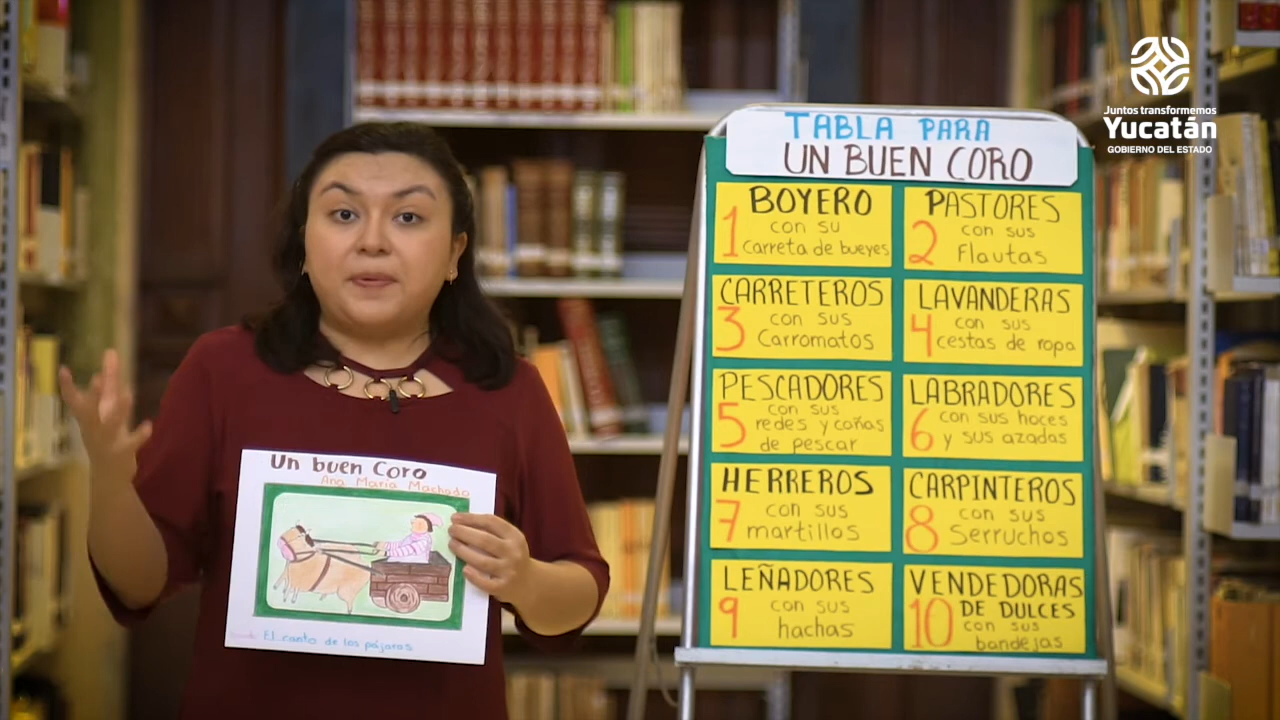 Juntos transformemos
Yucatán
GOBIERNO DEL ESTADO
TABLA PARA
UN BUEN CORO
1 BOYERO
con su
carreta de bueyes
2 PASTORES
con sus
flautas
3 CARRETEROS
con sus
Carromatos
4 LAVANDERAS
con sus
cestas de ropa
5 PESCADORES
con sus
redes y cañas
de pescar
6 LABRADORES
con sus hoces
y sus azadas
7 HERREROS
con sus
martillos
8 CARPINTEROS
con sus
Serruchos
9 LEÑADORES
con sus
hachas
10 VENDEDORAS
DE DULCES
con sus
bandejas
Un buen Coro
Ana Maria Machado
El canto de los pájaros